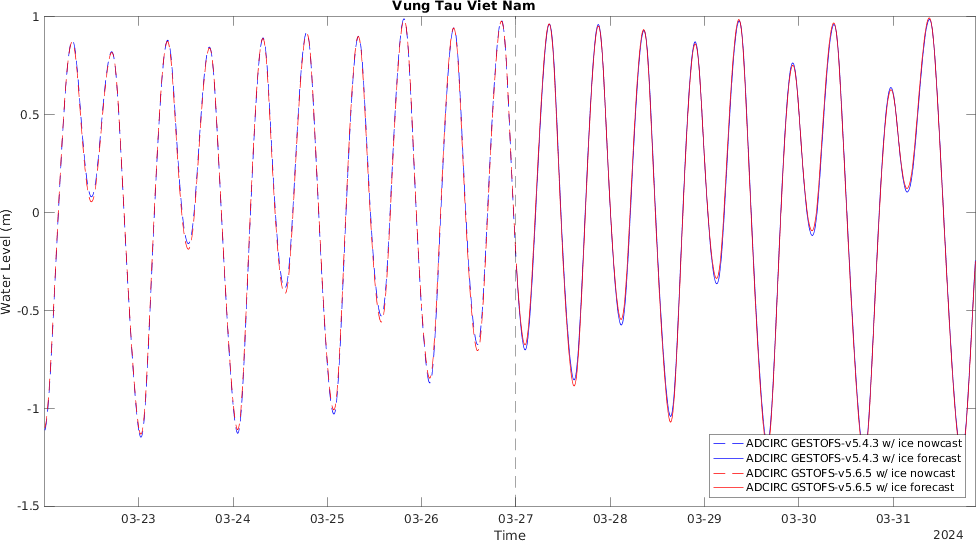 Vung Tau Viet Nam
1
0.5
0
-0.5
-1
-1.5
Water Level (m)
ADCIRC GESTOFS-v5.4.3 w/ ice nowcast
ADCIRC GESTOFS-v5.4.3 w/ ice forecast
ADCIRC GSTOFS-v5.6.5 w/ ice nowcast
ADCIRC GSTOFS-v5.6.5 w/ ice forecast
03-23 03-24 03-25 03-26 03-27 03-28 03-29 03-30 03-31
Time
2024